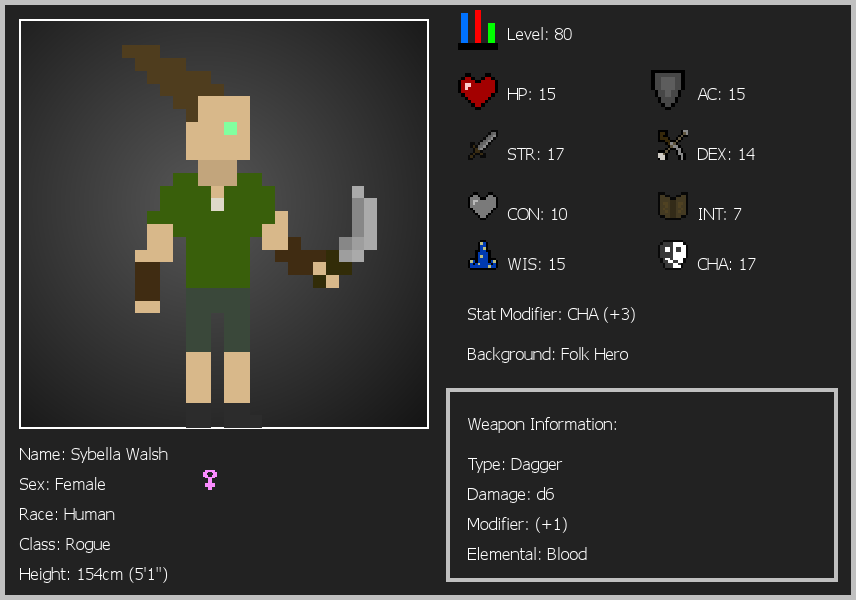 Level: 80
HP: 15
AC: 15
STR: 17
DEX: 14
CON: 10
INT: 7
WIS: 15
CHA: 17
Stat Modifier: CHA (+3)
Background: Folk Hero
Weapon Information:
Type: Dagger
Damage: d6
Modifier: (+1)
Elemental: Blood
Name: Sybella Walsh
Sex: Female
Race: Human
Class: Rogue
Height: 154cm (5'1")